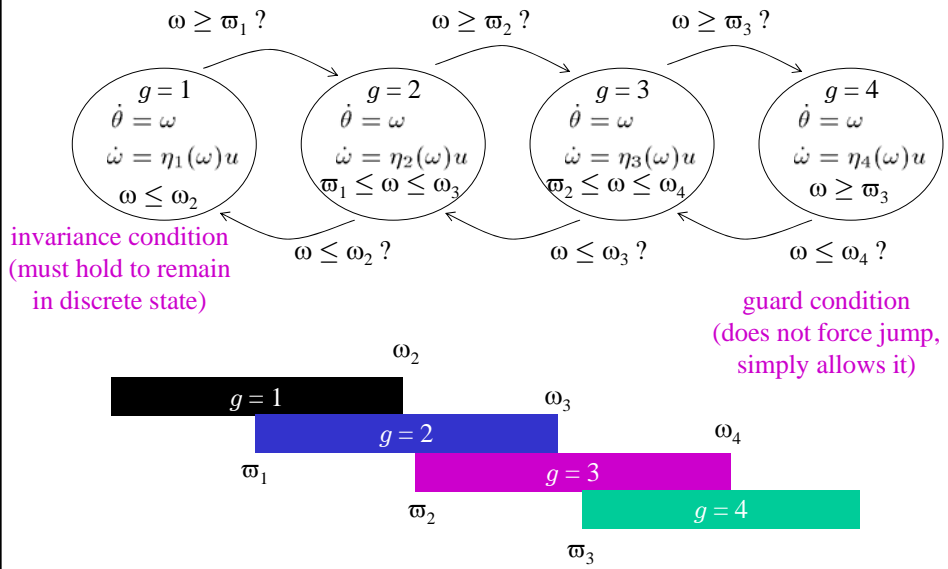 ω ≥ ϖ₁ ?
ω ≥ ϖ₂ ?
ω ≥ ϖ₃ ?
g = 1
θ̇ = ω
ω̇ = η₁(ω)u
ω ≤ ω₂
g = 2
θ̇ = ω
ω̇ = η₂(ω)u
ϖ₁ ≤ ω ≤ ω₃
g = 3
θ̇ = ω
ω̇ = η₃(ω)u
ϖ₂ ≤ ω ≤ ω₄
g = 4
θ̇ = ω
ω̇ = η₄(ω)u
ω ≥ ϖ₃
ω ≤ ω₂ ?
ω ≤ ω₃ ?
ω ≤ ω₄ ?
invariance condition
(must hold to remain
in discrete state)
guard condition
(does not force jump,
simply allows it)
ω₂
g = 1
ω₃
g = 2
ω₄
ϖ₁
g = 3
ϖ₂
g = 4
ϖ₃